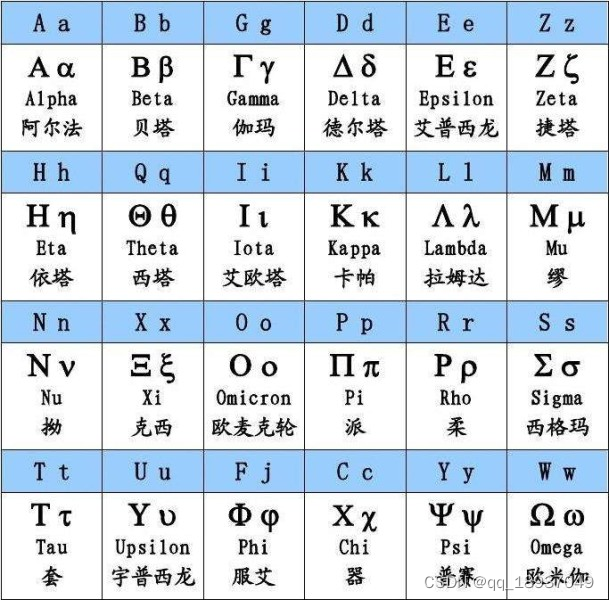 A a B b G g D d E e Z z
Α α Β β Γ γ Δ δ Ε ε Ζ ζ
Alpha Beta Gamma Delta Epsilon Zeta
阿尔法 贝塔 伽玛 德尔塔 艾普西龙 捷塔
H h Q q I i K k L l M m
Η η Θ θ Ι ι Κ κ Λ λ Μ μ
Eta Theta Iota Kappa Lambda Mu
依塔 西塔 艾欧塔 卡帕 拉姆达 缪
N n X x O o P p R r S s
Ν ν Ξ ξ Ο ο Π π Ρ ρ Σ σ
Nu Xi Omicron Pi Rho Sigma
拗 克西 欧麦克轮 派 柔 西格玛
T t U u F j C c Y y W w
Τ τ Υ υ Φ φ Χ χ Ψ ψ Ω ω
Tau Upsilon Phi Chi Psi Omega
套 宇普西龙 服艾 器 普赛 欧米伽